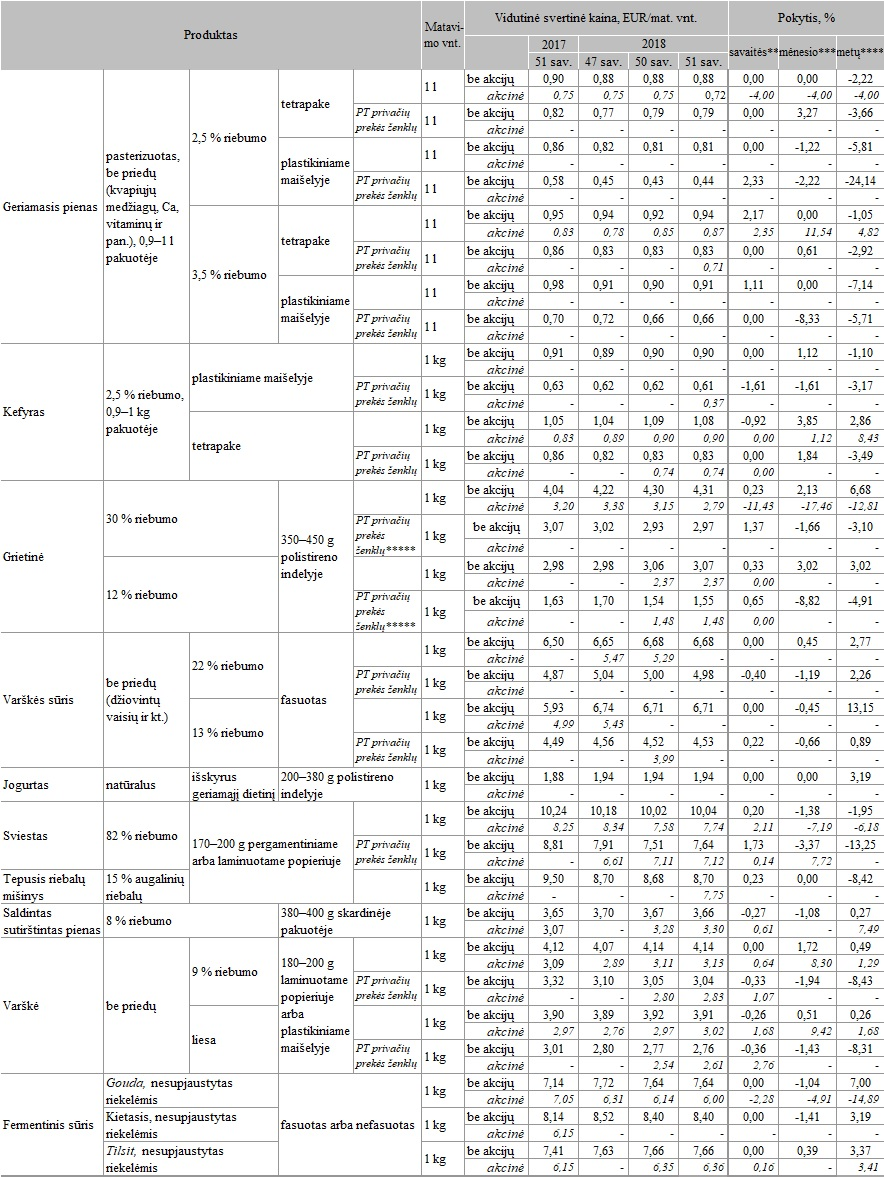 Produktas Matavi- Vidutinė svertinė kaina, EUR/mat. vnt. Pokytis, %
mo vnt. 2017 2018 savaitės** mėnesio*** metų****
51 sav. 47 sav. 50 sav. 51 sav.
Geriamasis pienas
pasterizuotas,
be priedų
(kvapiųjų
medžiagų, Ca,
vitaminų ir
pan.), 0,9–1 l
pakuotėje
2,5 % riebumo
tetrapake
1 l be akcijų 0,90 0,88 0,88 0,88 0,00 0,00 -2,22
akcinė 0,75 0,75 0,75 0,72 -4,00 -4,00 -4,00
PT privačių
prekės ženklų
1 l be akcijų 0,82 0,77 0,79 0,79 0,00 3,27 -3,66
akcinė - - - - - - -
plastikiniame
maišelyje
1 l be akcijų 0,86 0,82 0,81 0,81 0,00 -1,22 -5,81
akcinė - - - - - - -
PT privačių
prekės ženklų
1 l be akcijų 0,58 0,45 0,43 0,44 2,33 -2,22 -24,14
akcinė - - - - - - -
3,5 % riebumo
tetrapake
1 l be akcijų 0,95 0,94 0,92 0,94 2,17 0,00 -1,05
akcinė 0,83 0,78 0,85 0,87 2,35 11,54 4,82
PT privačių
prekės ženklų
1 l be akcijų 0,86 0,83 0,83 0,83 0,00 0,61 -2,92
akcinė - - - 0,71 - - -
plastikiniame
maišelyje
1 l be akcijų 0,98 0,91 0,90 0,91 1,11 0,00 -7,14
akcinė - - - - - - -
PT privačių
prekės ženklų
1 l be akcijų 0,70 0,72 0,66 0,66 0,00 -8,33 -5,71
akcinė - - - - - - -
Kefyras
2,5 % riebumo,
0,9–1 kg
pakuotėje
plastikiniame maišelyje
1 kg be akcijų 0,91 0,89 0,90 0,90 0,00 1,12 -1,10
akcinė - - - - - - -
PT privačių
prekės ženklų
1 kg be akcijų 0,63 0,62 0,62 0,61 -1,61 -1,61 -3,17
akcinė - - - 0,37 - - -
tetrapake
1 kg be akcijų 1,05 1,04 1,09 1,08 -0,92 3,85 2,86
akcinė 0,83 0,89 0,90 0,90 0,00 1,12 8,43
PT privačių
prekės ženklų
1 kg be akcijų 0,86 0,82 0,83 0,83 0,00 1,84 -3,49
akcinė - - 0,74 0,74 0,00 - -
Grietinė
30 % riebumo
350–450 g
polistireno
indelyje
1 kg be akcijų 4,04 4,22 4,30 4,31 0,23 2,13 6,68
akcinė 3,20 3,38 3,15 2,79 -11,43 -17,46 -12,81
PT privačių
prekės
ženklų*****
1 kg be akcijų 3,07 3,02 2,93 2,97 1,37 -1,66 -3,10
akcinė - - - - - - -
12 % riebumo
1 kg be akcijų 2,98 2,98 3,06 3,07 0,33 3,02 3,02
akcinė - - 2,37 2,37 0,00 - -
PT privačių
prekės
ženklų*****
1 kg be akcijų 1,63 1,70 1,54 1,55 0,65 -8,82 -4,91
akcinė - - 1,48 1,48 0,00 - -
Varškės sūris
be priedų
(džiovintų
vaisių ir kt.)
22 % riebumo
fasuotas
1 kg be akcijų 6,50 6,65 6,68 6,68 0,00 0,45 2,77
akcinė - 5,47 5,29 - - - -
PT privačių
prekės ženklų
1 kg be akcijų 4,87 5,04 5,00 4,98 -0,40 -1,19 2,26
akcinė - - - - - - -
13 % riebumo
1 kg be akcijų 5,93 6,74 6,71 6,71 0,00 -0,45 13,15
akcinė 4,99 5,43 - - - - -
PT privačių
prekės ženklų
1 kg be akcijų 4,49 4,56 4,52 4,53 0,22 -0,66 0,89
akcinė - - 3,99 - - - -
Jogurtas natūralus
išskyrus
geriamąjį dietinį
200–380 g polistireno
indelyje
1 kg be akcijų 1,88 1,94 1,94 1,94 0,00 0,00 3,19
akcinė - - - - - - -
Sviestas 82 % riebumo
170–200 g pergamentiniame
arba laminuotame popieriuje
1 kg be akcijų 10,24 10,18 10,02 10,04 0,20 -1,38 -1,95
akcinė 8,25 8,34 7,58 7,74 2,11 -7,19 -6,18
PT privačių
prekės ženklų
1 kg be akcijų 8,81 7,91 7,51 7,64 1,73 -3,37 -13,25
akcinė - 6,61 7,11 7,12 0,14 7,72 -
Tepusis riebalų
mišinys
15 % augalinių
riebalų
1 kg be akcijų 9,50 8,70 8,68 8,70 0,23 0,00 -8,42
akcinė - - - 7,75 - - -
Saldintas
sutirštintas pienas
8 % riebumo
380–400 g skardinėje
pakuotėje
1 kg be akcijų 3,65 3,70 3,67 3,66 -0,27 -1,08 0,27
akcinė 3,07 - 3,28 3,30 0,61 - 7,49
Varškė
be priedų
9 % riebumo
180–200 g
laminuotame
popieriuje
arba
plastikiniame
maišelyje
1 kg be akcijų 4,12 4,07 4,14 4,14 0,00 1,72 0,49
akcinė 3,09 2,89 3,11 3,13 0,64 8,30 1,29
PT privačių
prekės ženklų
1 kg be akcijų 3,32 3,10 3,05 3,04 -0,33 -1,94 -8,43
akcinė - - 2,80 2,83 1,07 - -
liesa
1 kg be akcijų 3,90 3,89 3,92 3,91 -0,26 0,51 0,26
akcinė 2,97 2,76 2,97 3,02 1,68 9,42 1,68
PT privačių
prekės ženklų
1 kg be akcijų 3,01 2,80 2,77 2,76 -0,36 -1,43 -8,31
akcinė - - 2,54 2,61 2,76 - -
Fermentinis sūris
Gouda, nesupjaustytas
riekelėmis
fasuotas arba nefasuotas
1 kg be akcijų 7,14 7,72 7,64 7,64 0,00 -1,04 7,00
akcinė 7,05 6,31 6,14 6,00 -2,28 -4,91 -14,89
Kietasis, nesupjaustytas
riekelėmis
1 kg be akcijų 8,14 8,52 8,40 8,40 0,00 -1,41 3,19
akcinė 6,15 - - - - - -
Tilsit, nesupjaustytas
riekelėmis
1 kg be akcijų 7,41 7,63 7,66 7,66 0,00 0,39 3,37
akcinė 6,15 - 6,35 6,36 0,16 - 3,41